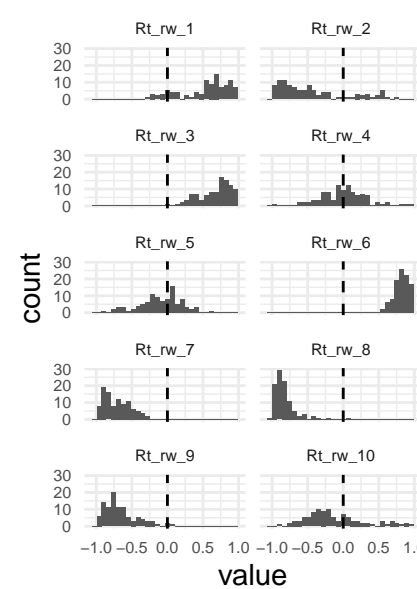 Rt_rw_1 Rt_rw_2
30
20
10
0
Rt_rw_3 Rt_rw_4
30
20
10
0
Rt_rw_5 Rt_rw_6
30
20
10
0
Rt_rw_7 Rt_rw_8
30
20
10
0
Rt_rw_9 Rt_rw_10
30
20
10
0
−1.0 −0.5 0.0 0.5 1.0 −1.0 −0.5 0.0 0.5 1.
value
count